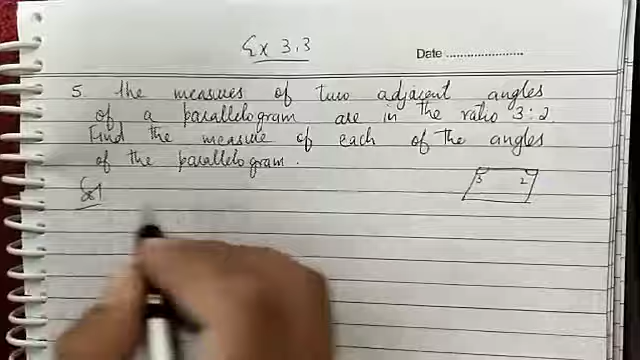 Ex 3.3
Date ......................
5. The measures of two adjacent angles
of a parallelogram are in the ratio 3:2.
Find the measure of each of the angles
of the parallelogram.
3 2
Sol